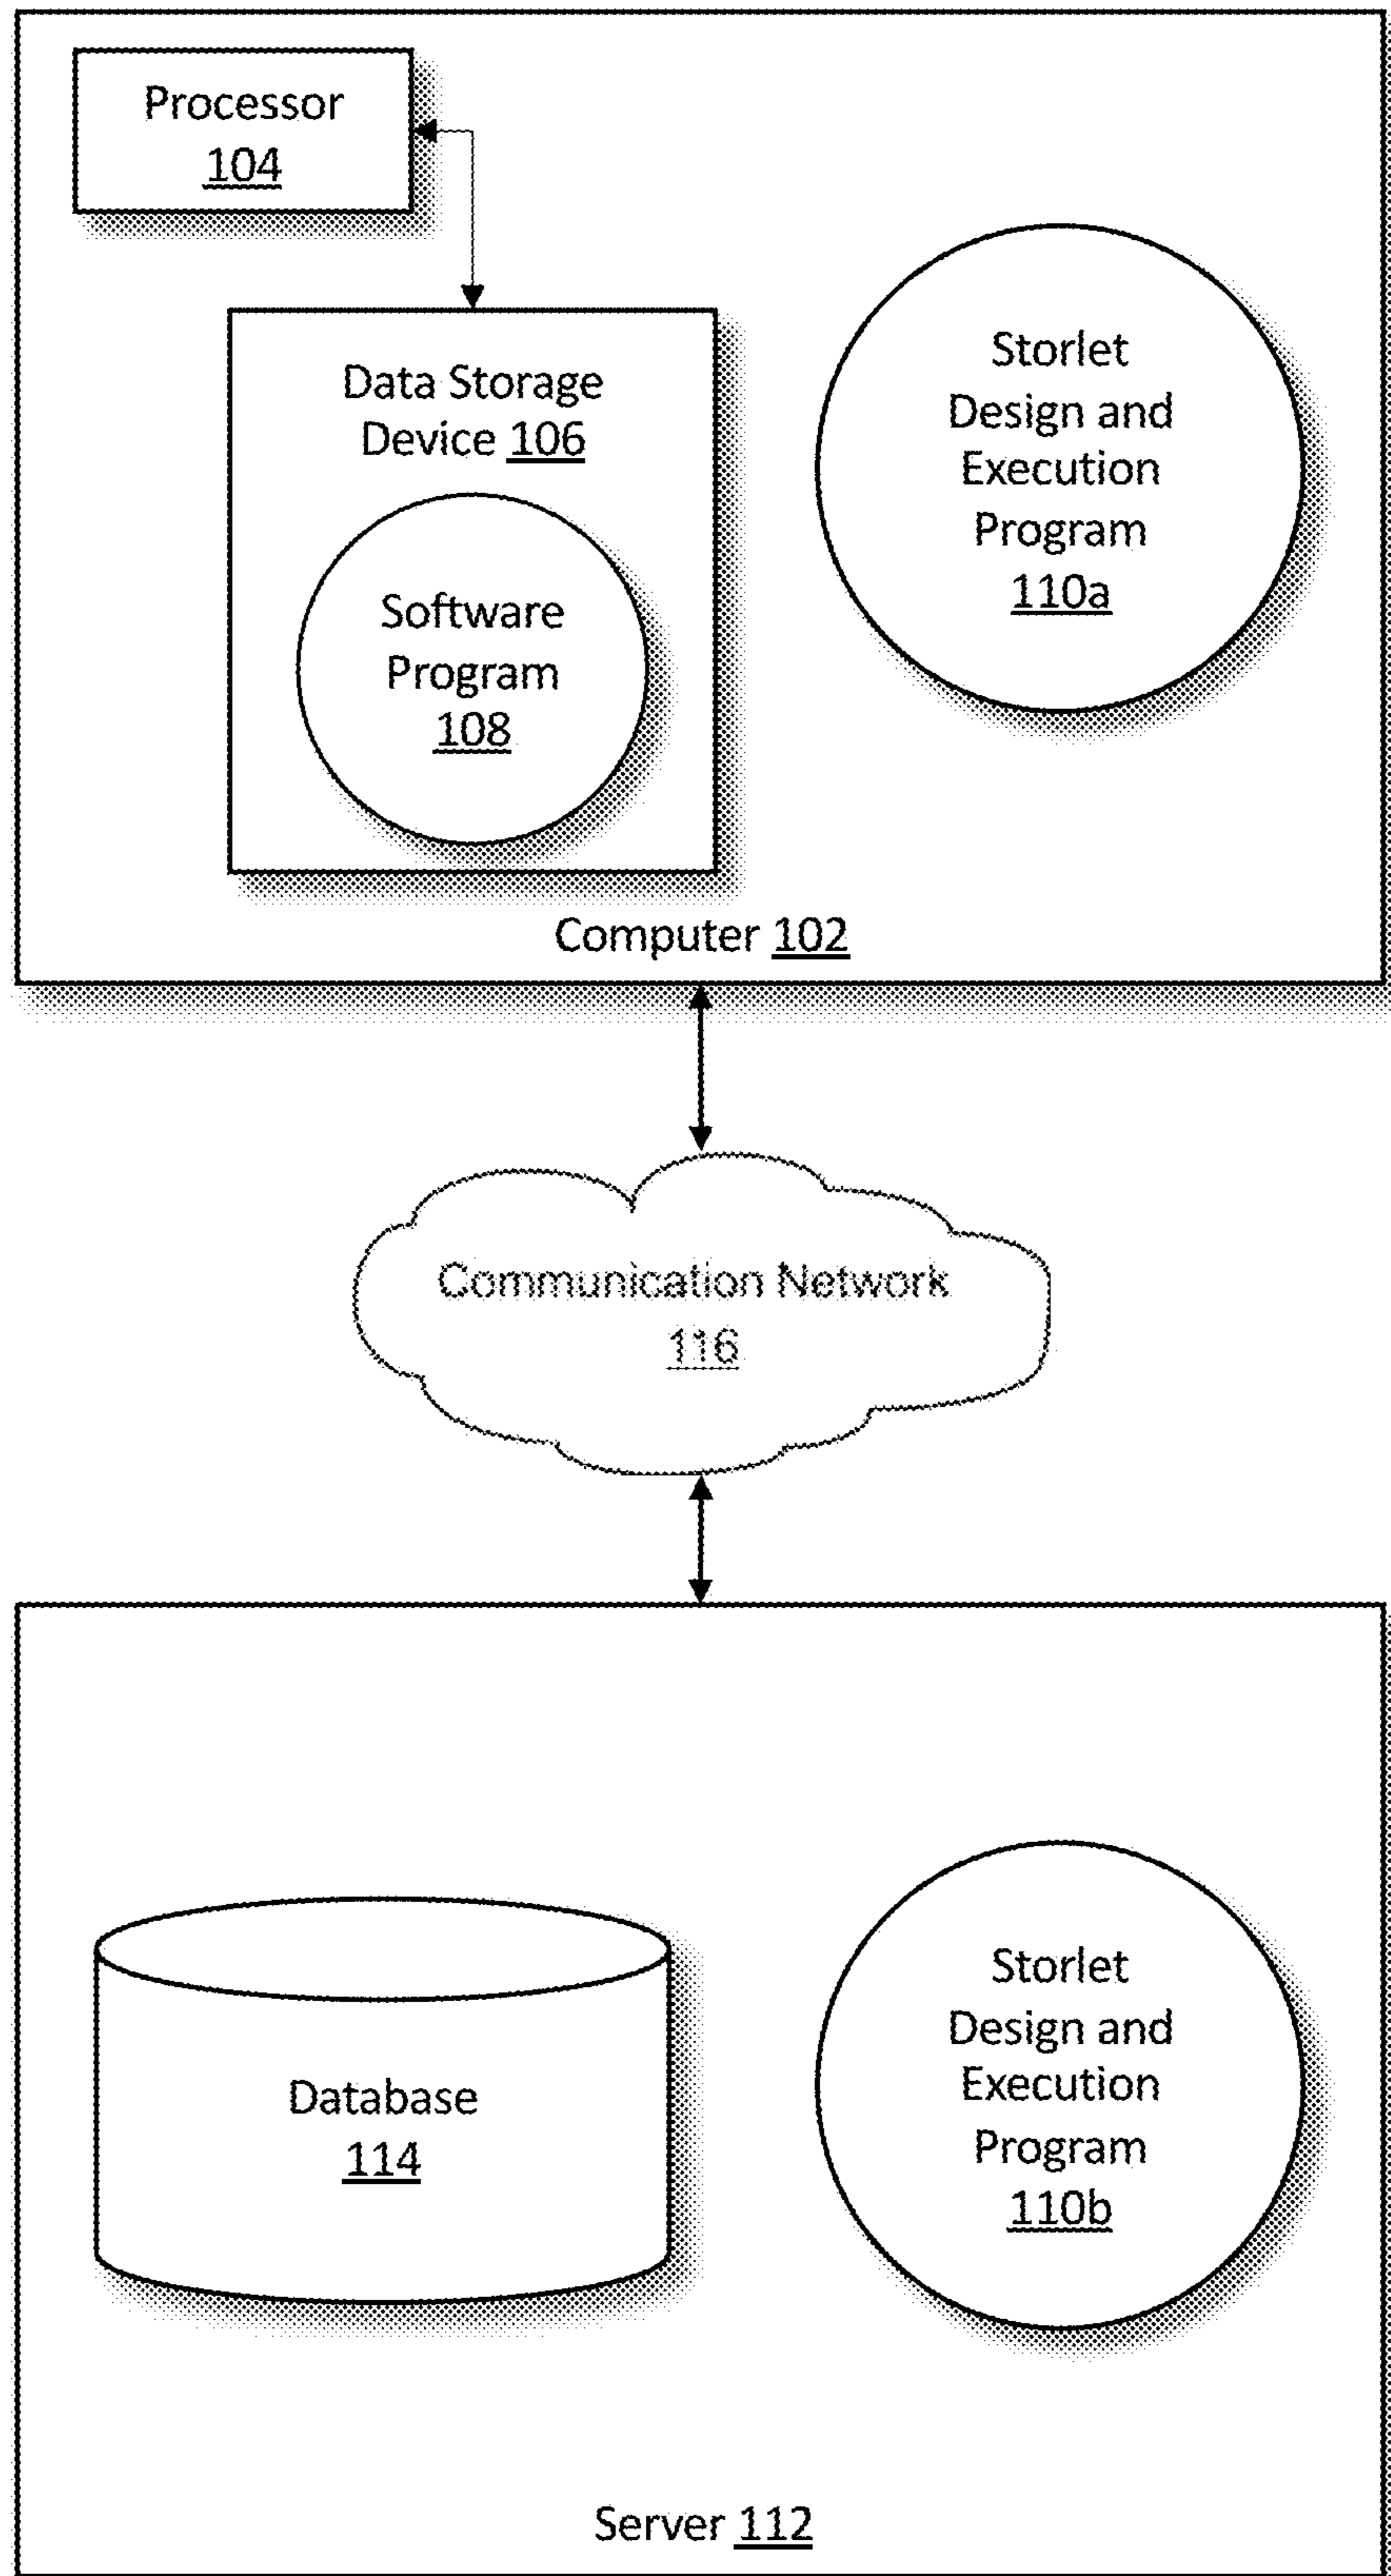 Processor
104
Data Storage
Device 106
Software
Program
108
Storlet
Design and
Execution
Program
110a
Computer 102
Communication Network
116
Database
114
Storlet
Design and
Execution
Program
110b
Server 112